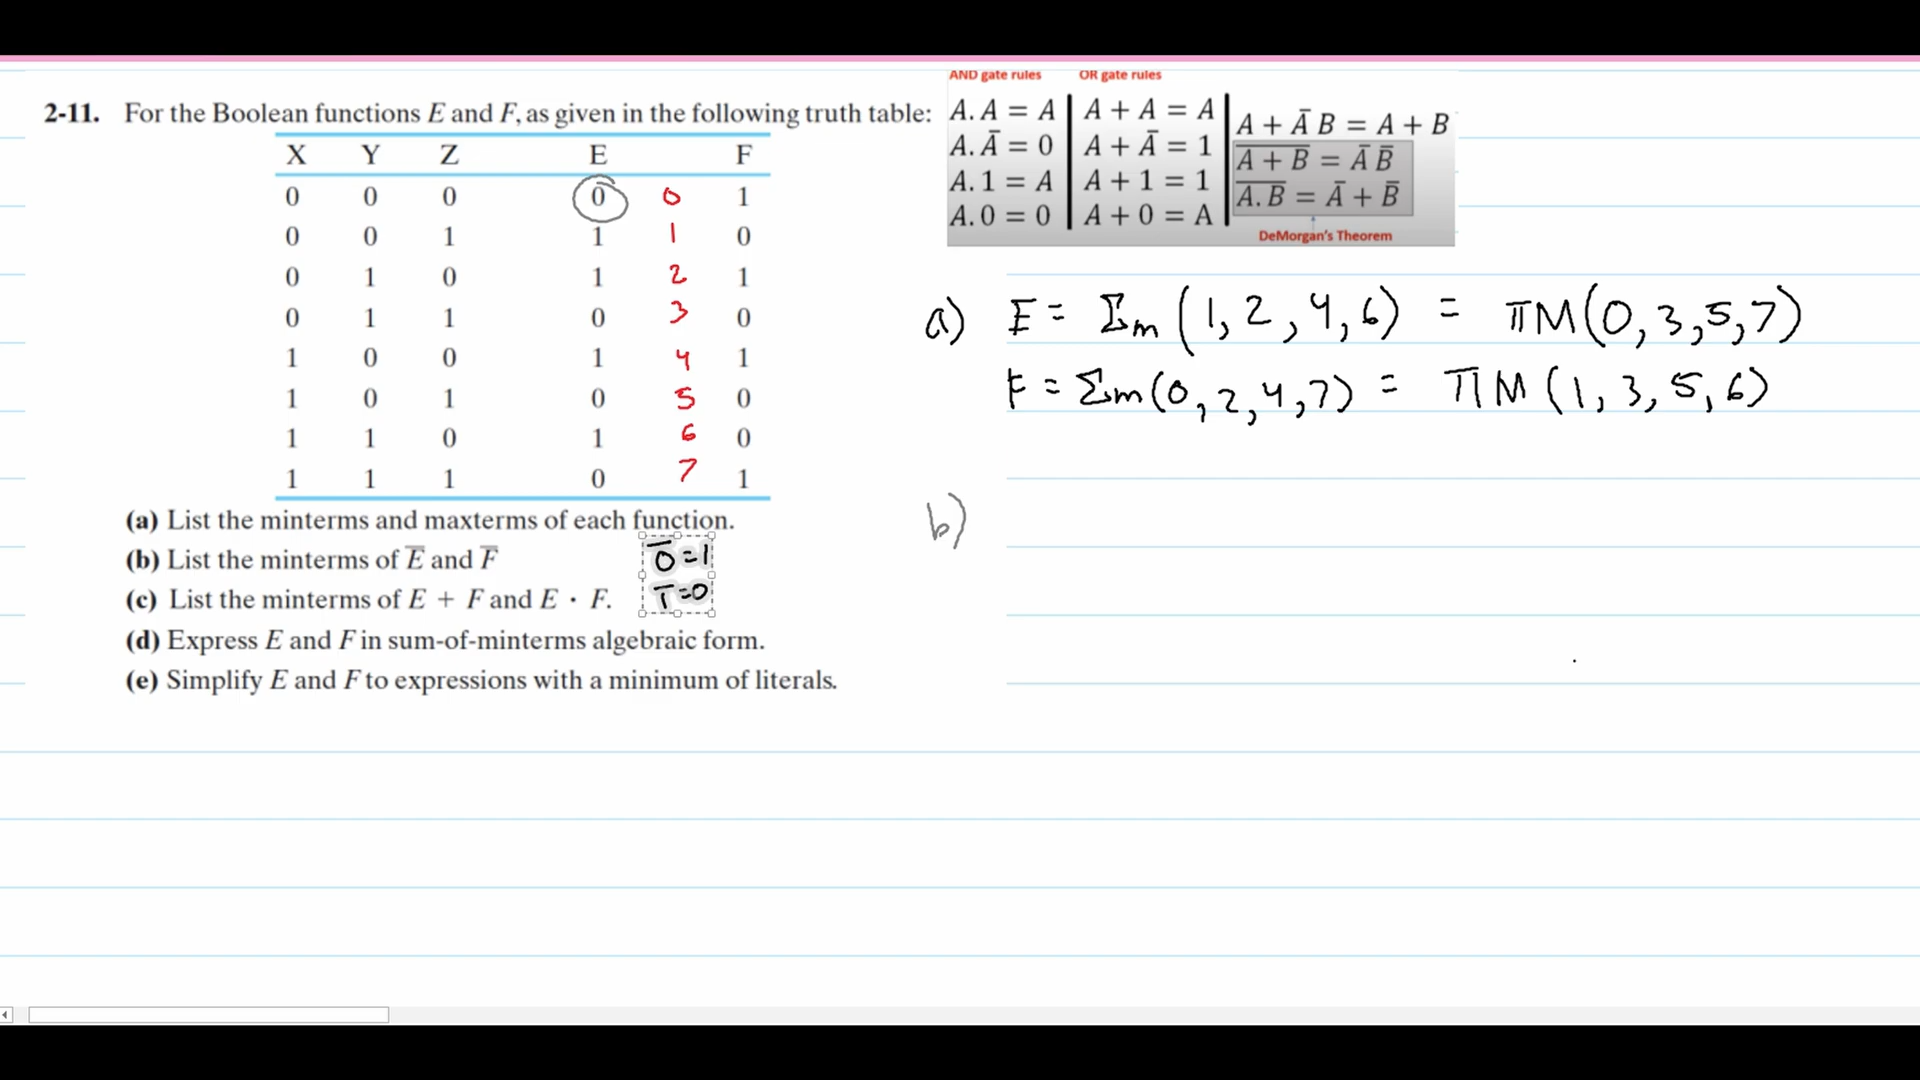 AND gate rules OR gate rules
2-11. For the Boolean functions E and F, as given in the following truth table:
X Y Z E F
0 0 0 0 0 1
0 0 1 1 1 0
0 1 0 1 2 1
0 1 1 0 3 0
1 0 0 1 4 1
1 0 1 0 5 0
1 1 0 1 6 0
1 1 1 0 7 1
(a) List the minterms and maxterms of each function.
(b) List the minterms of E̅ and F̅
(c) List the minterms of E + F and E · F.
(d) Express E and F in sum-of-minterms algebraic form.
(e) Simplify E and F to expressions with a minimum of literals.
0̅=1
1̅=0
A.A = A
A.Ā = 0
A.1 = A
A.0 = 0
A + A = A
A + Ā = 1
A + 1 = 1
A + 0 = A
A + Ā B = A + B
A̅ ̅+̅ ̅B̅ = Ā B̅
A̅.̅B̅ = Ā + B̅
DeMorgan's Theorem
a) E = Σm (1,2,4,6) = πM(0,3,5,7)
F = Σm(0,2,4,7) = πM (1,3,5,6)
b)